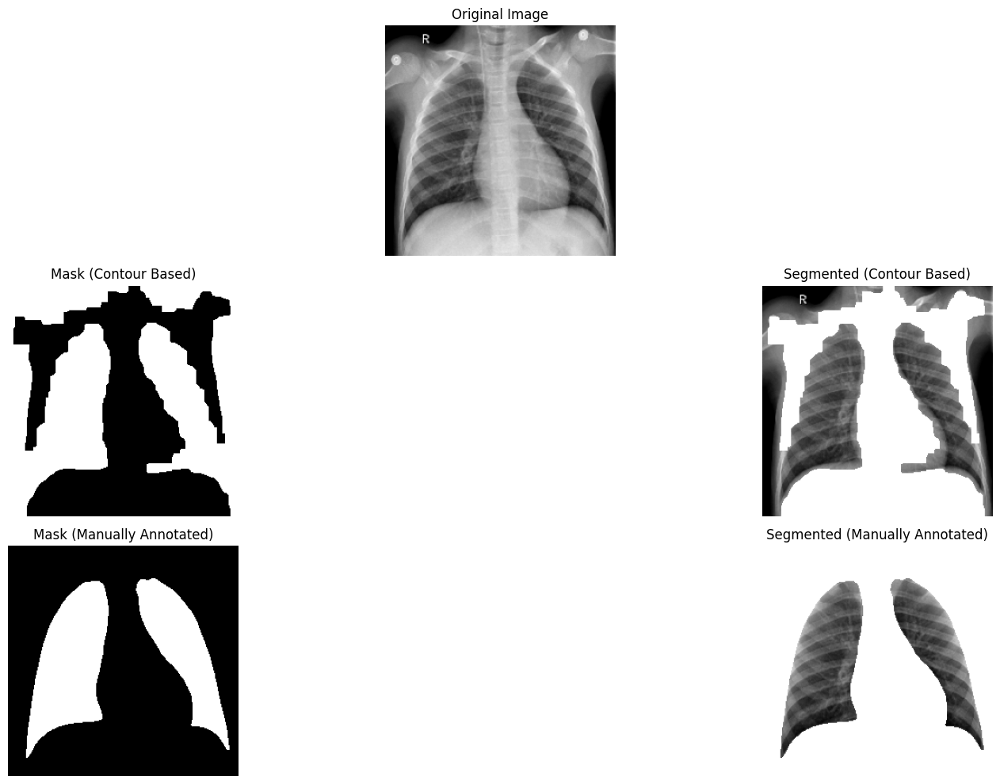 Original Image
R
Mask (Contour Based)
Segmented (Contour Based)
R
Mask (Manually Annotated)
Segmented (Manually Annotated)